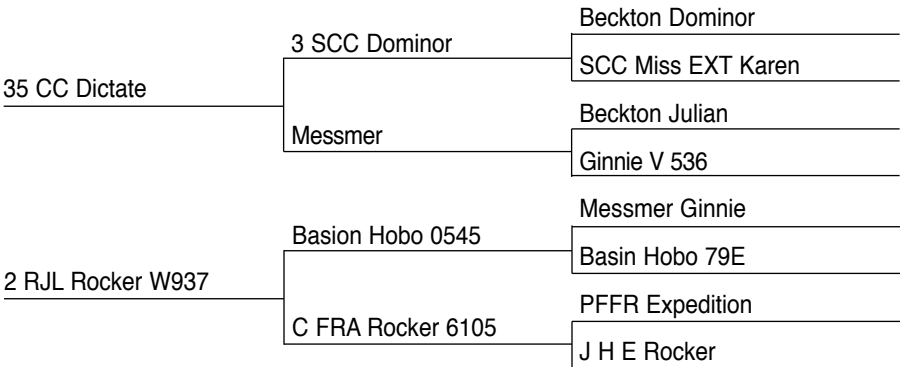 Beckton Dominor
3 SCC Dominor
SCC Miss EXT Karen
35 CC Dictate
Beckton Julian
Messmer
Ginnie V 536
Messmer Ginnie
Basion Hobo 0545
Basin Hobo 79E
2 RJL Rocker W937
PFFR Expedition
C FRA Rocker 6105
J H E Rocker